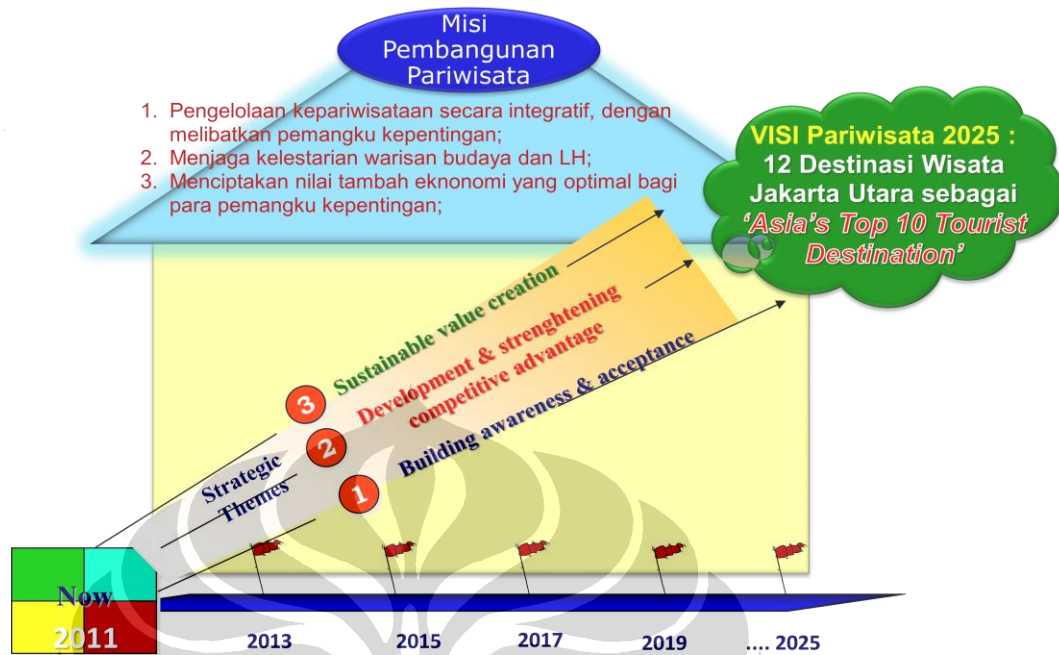 Misi
Pembangunan
Pariwisata
1. Pengelolaan kepariwisataan secara integratif, dengan
melibatkan pemangku kepentingan;
2. Menjaga kelestarian warisan budaya dan LH;
3. Menciptakan nilai tambah eknonomi yang optimal bagi
para pemangku kepentingan;
VISI Pariwisata 2025 :
12 Destinasi Wisata
Jakarta Utara sebagai
‘Asia’s Top 10 Tourist
Destination’
3
Sustainable value creation
2
Development & strenghtening
competitive advantage
1
Building awareness & acceptance
Strategic
Themes
Now
2011
2013
2015
2017
2019
.... 2025